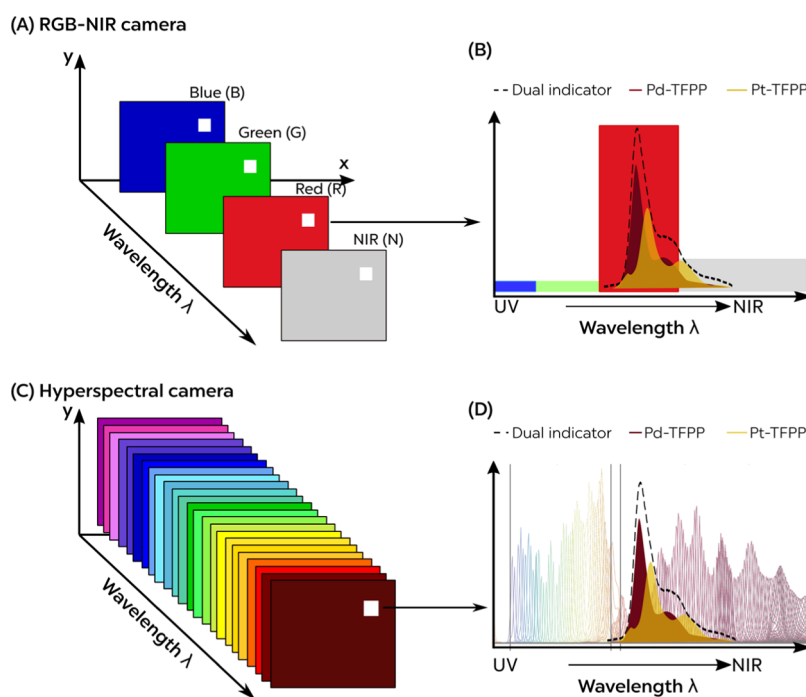 (A) RGB-NIR camera
y
Blue (B)
Green (G)
x
Red (R)
NIR (N)
Wavelength λ
(B)
Dual indicator Pd-TFPP Pt-TFPP
UV NIR
Wavelength λ
(C) Hyperspectral camera
y
Wavelength λ
(D)
Dual indicator Pd-TFPP Pt-TFPP
UV NIR
Wavelength λ